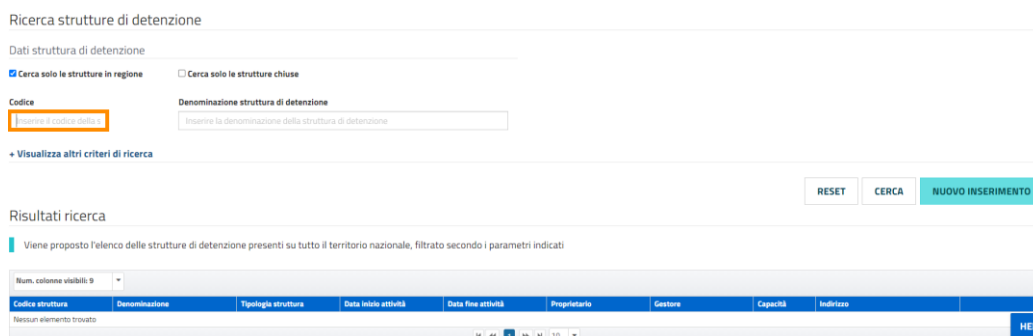 Ricerca strutture di detenzione
Dati struttura di detenzione
Cerca solo le strutture in regione Cerca solo le strutture chiuse
Codice Denominazione struttura di detenzione
Inserire il codice della s Inserire la denominazione della struttura di detenzione
+ Visualizza altri criteri di ricerca
RESET CERCA NUOVO INSERIMENTO
Risultati ricerca
Viene proposto l'elenco delle strutture di detenzione presenti su tutto il territorio nazionale, filtrato secondo i parametri indicati
Num. colonne visibili: 9
Codice struttura Denominazione Tipologia struttura Data inizio attività Data fine attività Proprietario Gestore Capacità Indirizzo
Nessun elemento trovato
1 10
HE